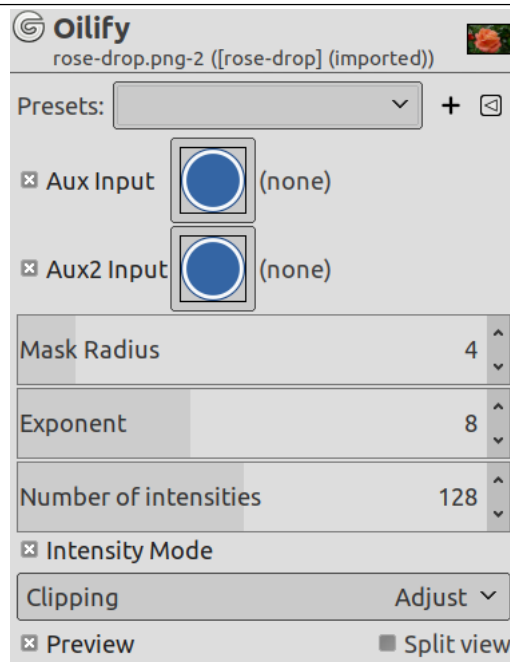 Oilify
rose-drop.png-2 ([rose-drop] (imported))
Presets:
Aux Input (none)
Aux2 Input (none)
Mask Radius 4
Exponent 8
Number of intensities 128
Intensity Mode
Clipping Adjust
Preview Split view